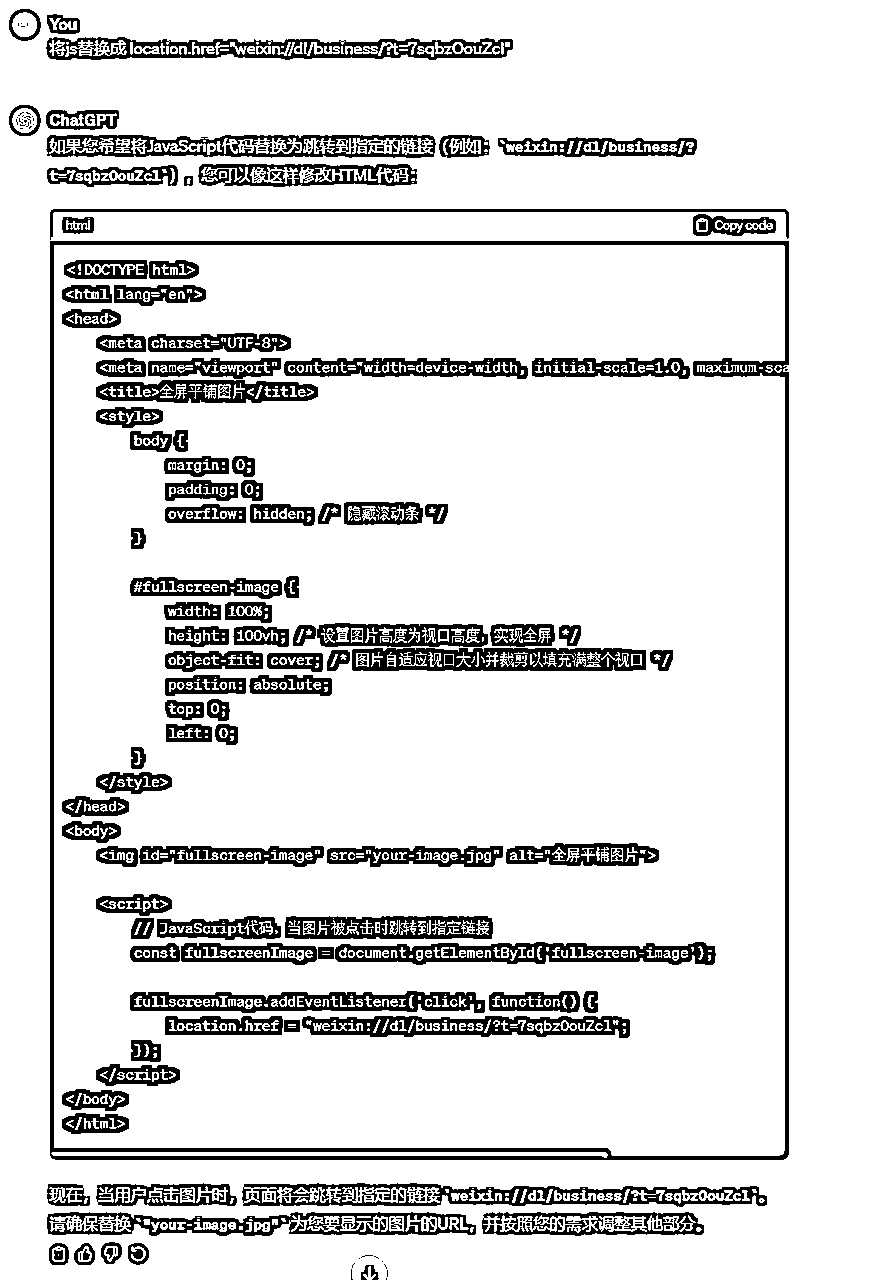 You
将js替换成 location.href="weixin://dl/business/?t=7sqbzOouZcl"
ChatGPT
如果您希望将JavaScript代码替换为跳转到指定的链接（例如：`weixin://dl/business/?
t=7sqbzOouZcl`），您可以像这样修改HTML代码：
html
Copy code
<!DOCTYPE html>
<html lang="en">
<head>
<meta charset="UTF-8">
<meta name="viewport" content="width=device-width, initial-scale=1.0, maximum-sca
<title>全屏平铺图片</title>
<style>
body {
margin: 0;
padding: 0;
overflow: hidden; /* 隐藏滚动条 */
}
#fullscreen-image {
width: 100%;
height: 100vh; /* 设置图片高度为视口高度，实现全屏 */
object-fit: cover; /* 图片自适应视口大小并裁剪以填充满整个视口 */
position: absolute;
top: 0;
left: 0;
}
</style>
</head>
<body>
<img id="fullscreen-image" src="your-image.jpg" alt="全屏平铺图片">
<script>
// JavaScript代码，当图片被点击时跳转到指定链接
const fullscreenImage = document.getElementById('fullscreen-image');
fullscreenImage.addEventListener('click', function() {
location.href = "weixin://dl/business/?t=7sqbzOouZcl";
});
</script>
</body>
</html>
现在，当用户点击图片时，页面将会跳转到指定的链接`weixin://dl/business/?t=7sqbzOouZcl`。
请确保替换`"your-image.jpg"`为您要显示的图片的URL，并按照您的需求调整其他部分。